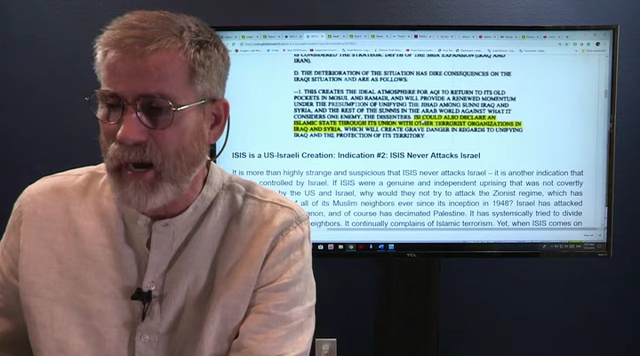 IS CONSIDERED THE STRATEGIC DEPTH OF THE SHIA EXPANSION (IRAQ AND
IRAN).
D. THE DETERIORATION OF THE SITUATION HAS DIRE CONSEQUENCES ON THE
IRAQI SITUATION AND ARE AS FOLLOWS:
--1. THIS CREATES THE IDEAL ATMOSPHERE FOR AQI TO RETURN TO ITS OLD
POCKETS IN MOSUL AND RAMADI, AND WILL PROVIDE A RENEWED MOMENTUM
UNDER THE PRESUMPTION OF UNIFYING THE JIHAD AMONG SUNNI IRAQ AND
SYRIA, AND THE REST OF THE SUNNIS IN THE ARAB WORLD AGAINST WHAT IT
CONSIDERS ONE ENEMY, THE DISSENTERS. ISI COULD ALSO DECLARE AN
ISLAMIC STATE THROUGH ITS UNION WITH OTHER TERRORIST ORGANIZATIONS IN
IRAQ AND SYRIA, WHICH WILL CREATE GRAVE DANGER IN REGARDS TO UNIFYING
IRAQ AND THE PROTECTION OF ITS TERRITORY
ISIS is a US-Israeli Creation: Indication #2: ISIS Never Attacks Israel
It is more than highly strange and suspicious that ISIS never attacks Israel – it is another indication that
controlled by Israel. If ISIS were a genuine and independent uprising that was not covertly
by the US and Israel, why would they not try to attack the Zionist regime, which has
of all of its Muslim neighbors ever since its inception in 1948? Israel has attacked
non, and of course has decimated Palestine. It has systemically tried to divide
eighbors. It continually complains of Islamic terrorism. Yet, when ISIS comes on
TCL